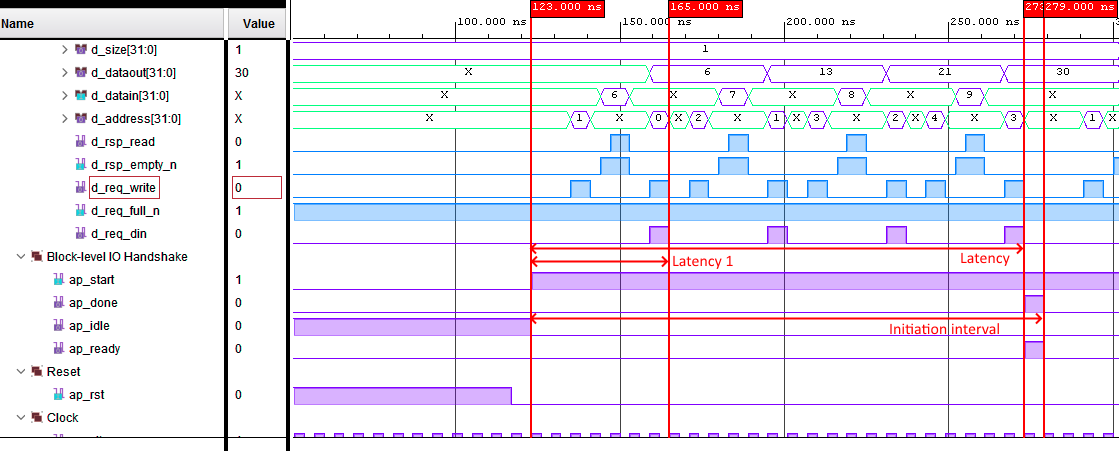 123.000 ns 165.000 ns 279.000 ns
Name Value
100.000 ns 150.000 ns 200.000 ns 250.000 ns
d_size[31:0] 1 1
d_dataout[31:0] 30 X 6 13 21 30
d_datain[31:0] X X 6 X 7 X 8 X 9 X
d_address[31:0] X X 1 X 0 X 2 X 1 X 3 X 2 X 4 X 3 X 1 X
d_rsp_read 0
d_rsp_empty_n 1
d_req_write 0
d_req_full_n 1
d_req_din 0
Block-level IO Handshake Latency
Latency 1
ap_start 1
ap_done 0
ap_idle 0
Initiation interval
ap_ready 0
Reset
ap_rst 0
Clock